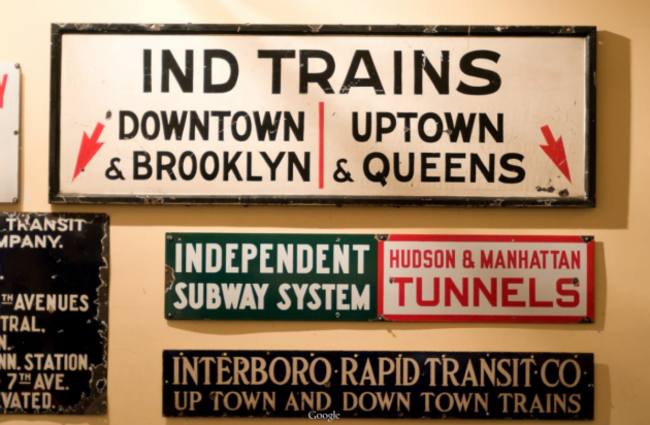 IND TRAINS
DOWNTOWN
& BROOKLYN
UPTOWN
& QUEENS
Y
TRANSIT
MPANY.
TH AVENUES
TRAL,
N.
NN. STATION,
7TH AVE.
VATED.
INDEPENDENT
SUBWAY SYSTEM
HUDSON & MANHATTAN
TUNNELS
INTERBORO RAPID TRANSIT CO
UP TOWN AND DOWN TOWN TRAINS
Google